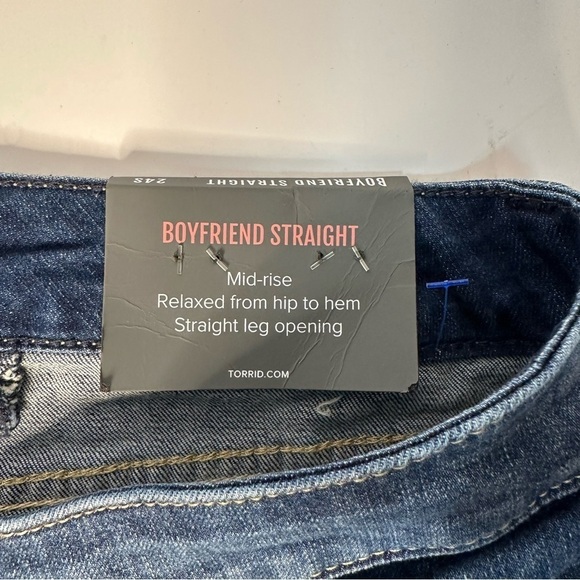 BOYFRIEND STRAIGHT 24S
BOYFRIEND STRAIGHT
Mid-rise
Relaxed from hip to hem
Straight leg opening
TORRID.COM